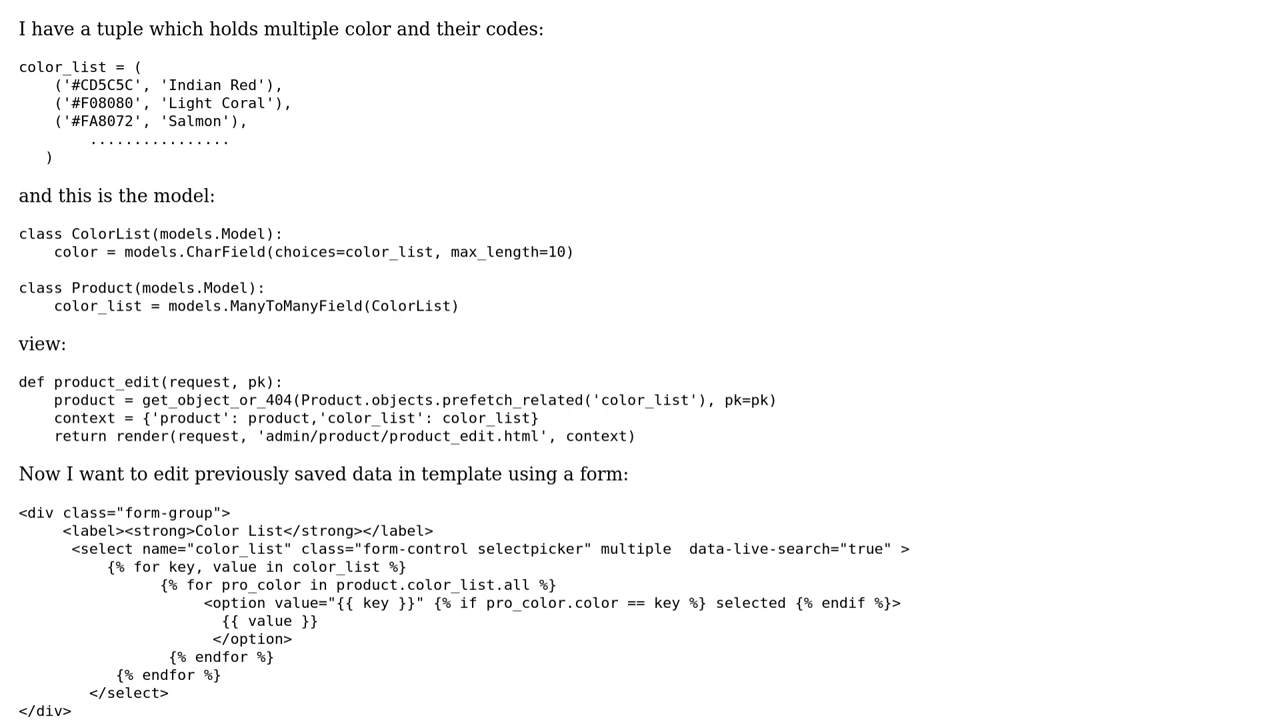 I have a tuple which holds multiple color and their codes:
color_list = (
    ('#CD5C5C', 'Indian Red'),
    ('#F08080', 'Light Coral'),
    ('#FA8072', 'Salmon'),
        ................
   )
and this is the model:
class ColorList(models.Model):
    color = models.CharField(choices=color_list, max_length=10)
class Product(models.Model):
    color_list = models.ManyToManyField(ColorList)
view:
def product_edit(request, pk):
    product = get_object_or_404(Product.objects.prefetch_related('color_list'), pk=pk)
    context = {'product': product,'color_list': color_list}
    return render(request, 'admin/product/product_edit.html', context)
Now I want to edit previously saved data in template using a form:
<div class="form-group">
     <label><strong>Color List</strong></label>
      <select name="color_list" class="form-control selectpicker" multiple  data-live-search="true" >
          {% for key, value in color_list %}
                {% for pro_color in product.color_list.all %}
                     <option value="{{ key }}" {% if pro_color.color == key %} selected {% endif %}>
                       {{ value }}
                      </option>
                 {% endfor %}
           {% endfor %}
        </select>
</div>